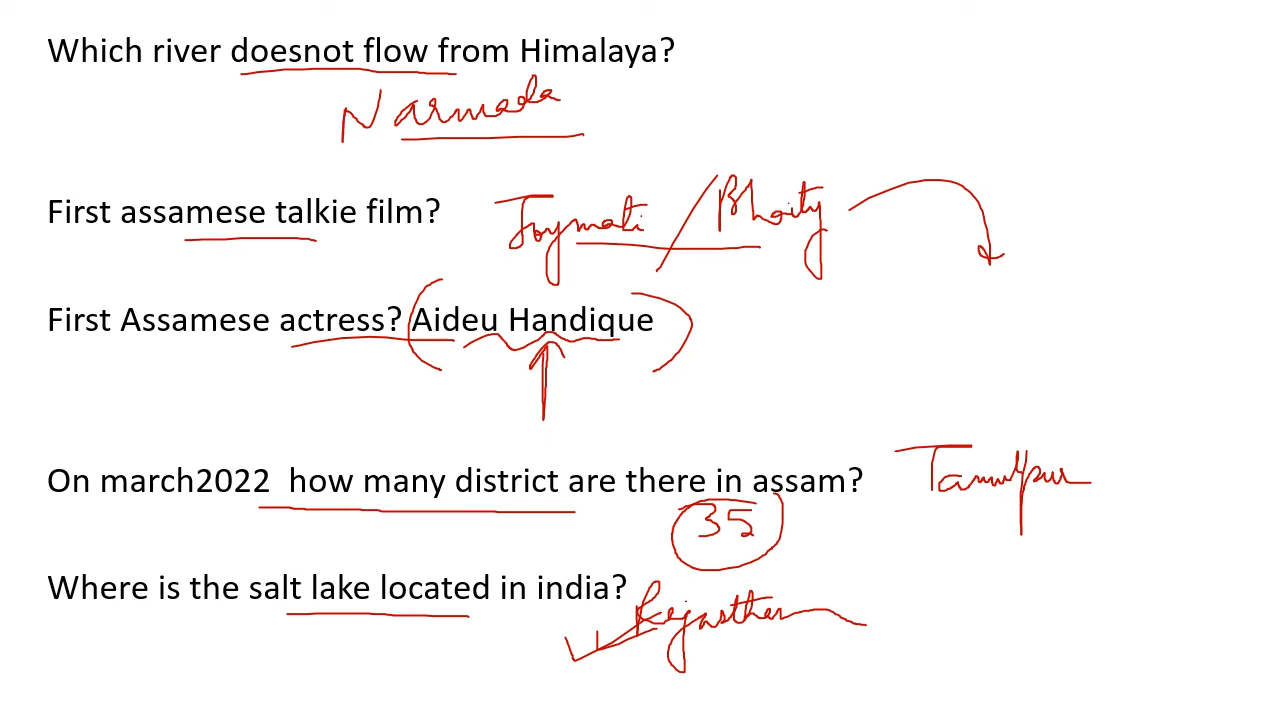 Which river doesnot flow from Himalaya?
Narmada
First assamese talkie film? Joymati / Bhaity
First Assamese actress? (Aideu Handique)
On march2022 how many district are there in assam? Tamulpur
35
Where is the salt lake located in india? Rejasthan